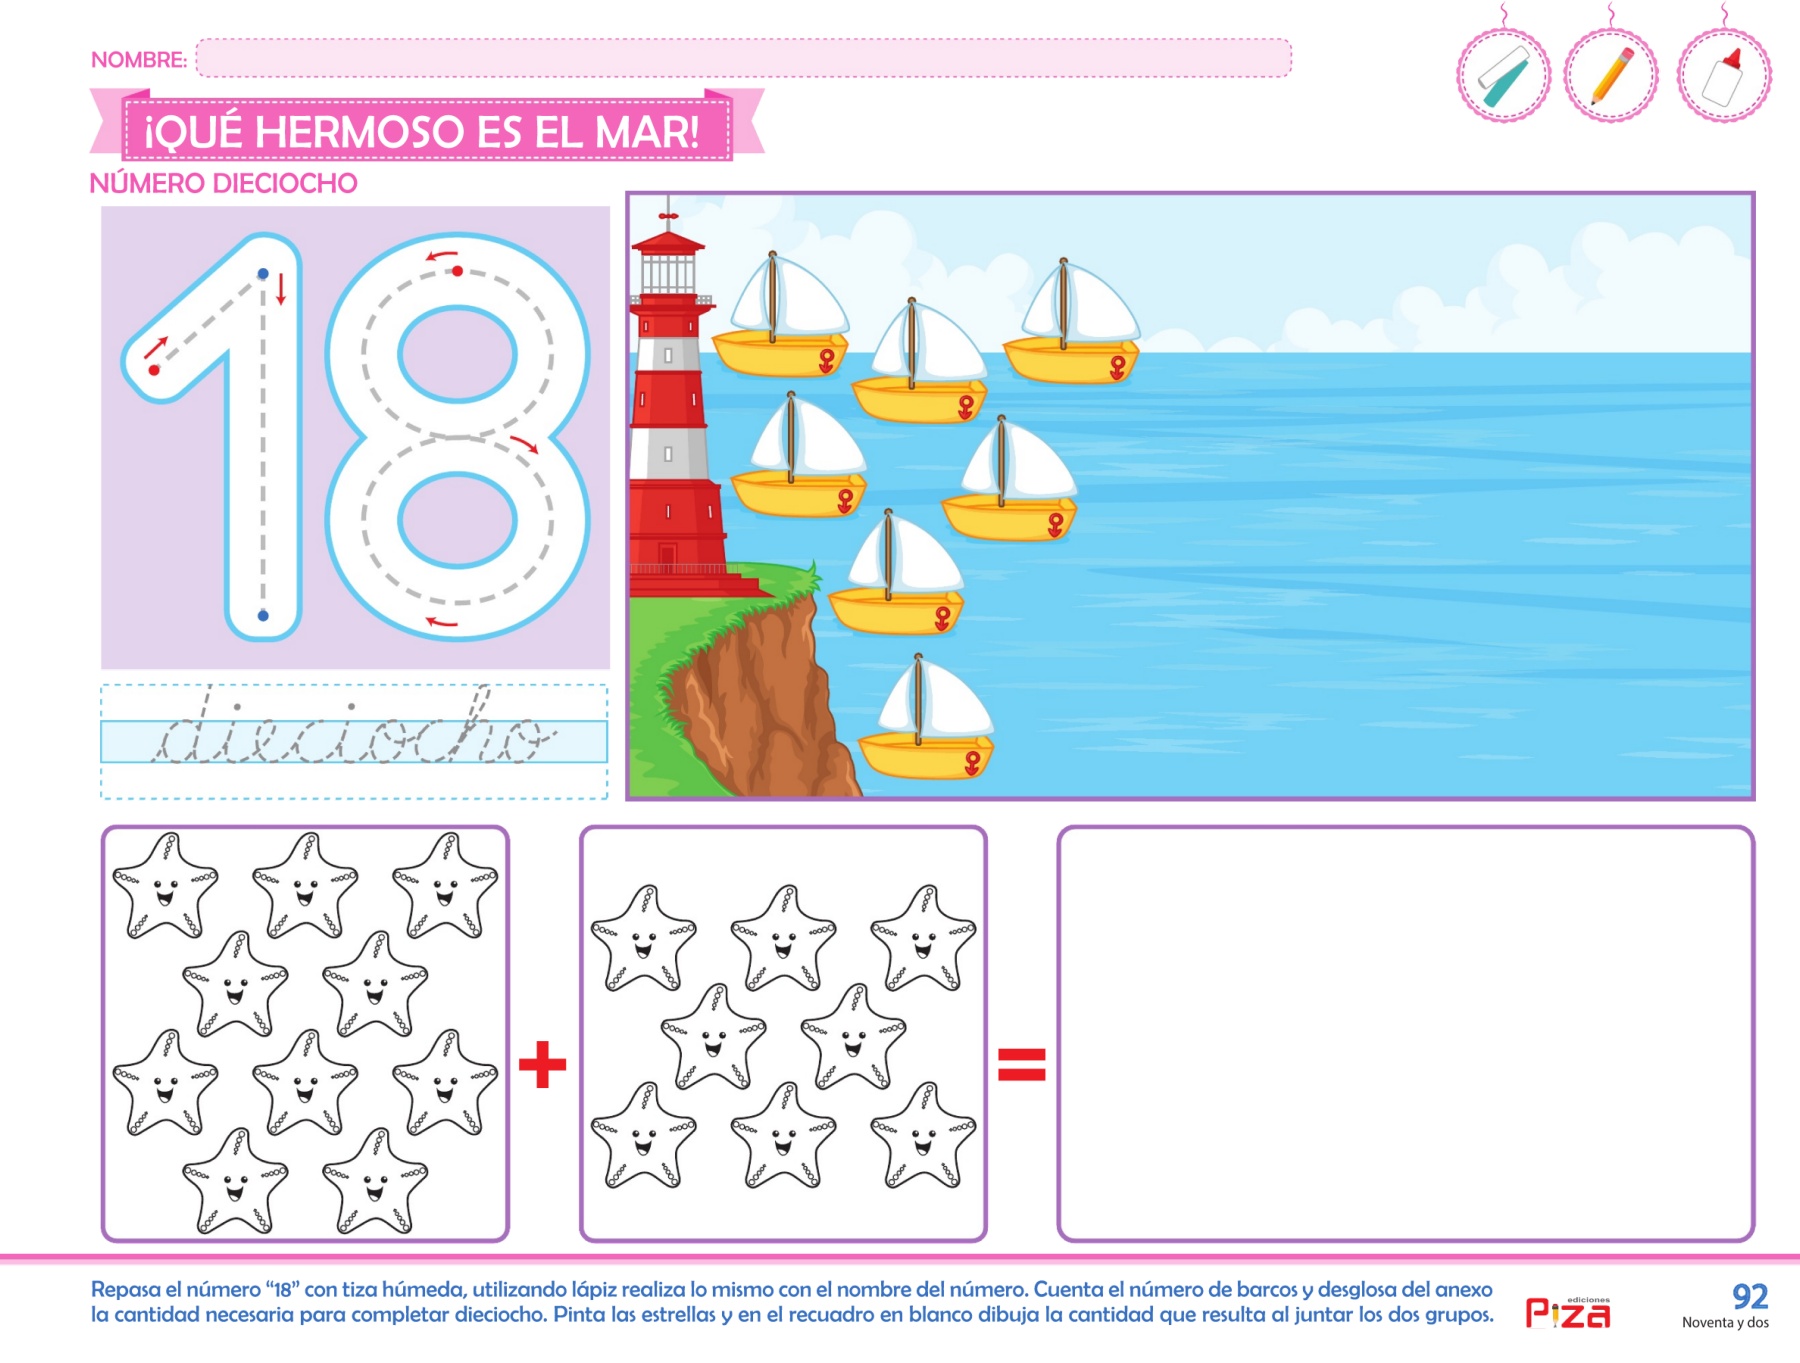 NOMBRE:
¡QUÉ HERMOSO ES EL MAR!
NÚMERO DIECIOCHO
18
dieciocho
+
=
Repasa el número “18” con tiza húmeda, utilizando lápiz realiza lo mismo con el nombre del número. Cuenta el número de barcos y desglosa del anexo
la cantidad necesaria para completar dieciocho. Pinta las estrellas y en el recuadro en blanco dibuja la cantidad que resulta al juntar los dos grupos.
ediciones
Piza
92
Noventa y dos